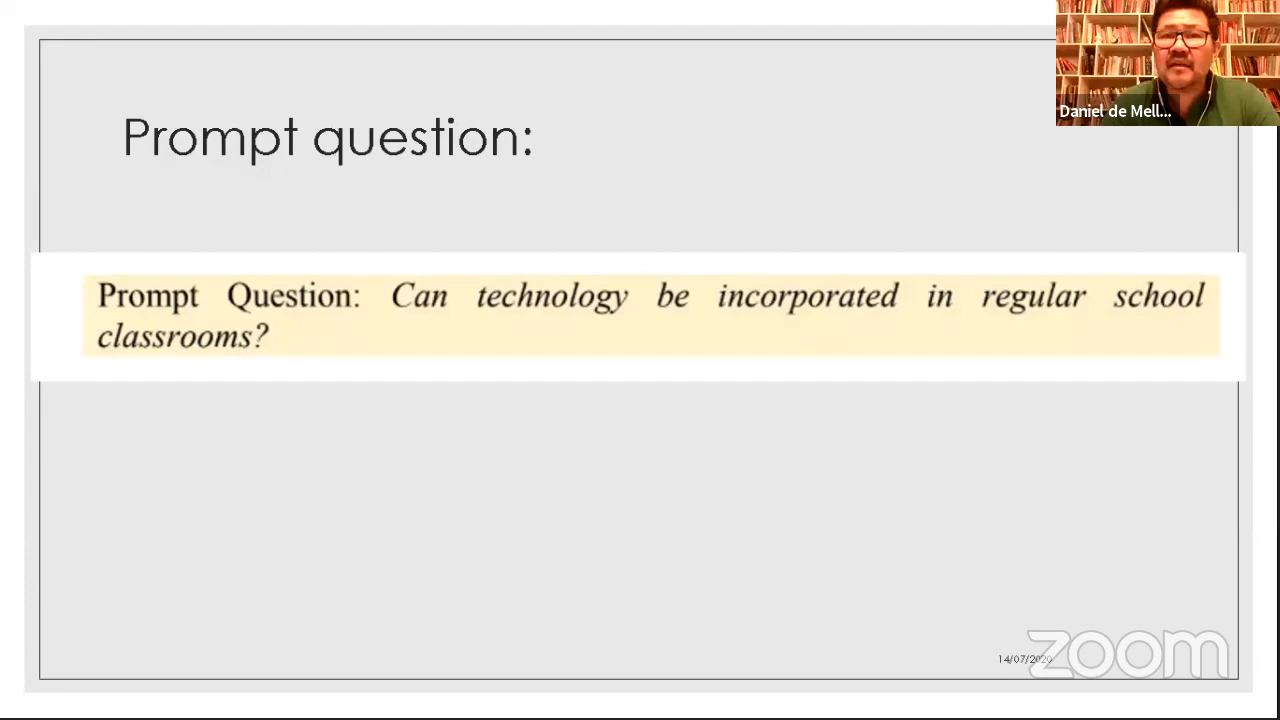 Daniel de Mell...
Prompt question:
Prompt Question: Can technology be incorporated in regular school
classrooms?
14/07/2020
zoom